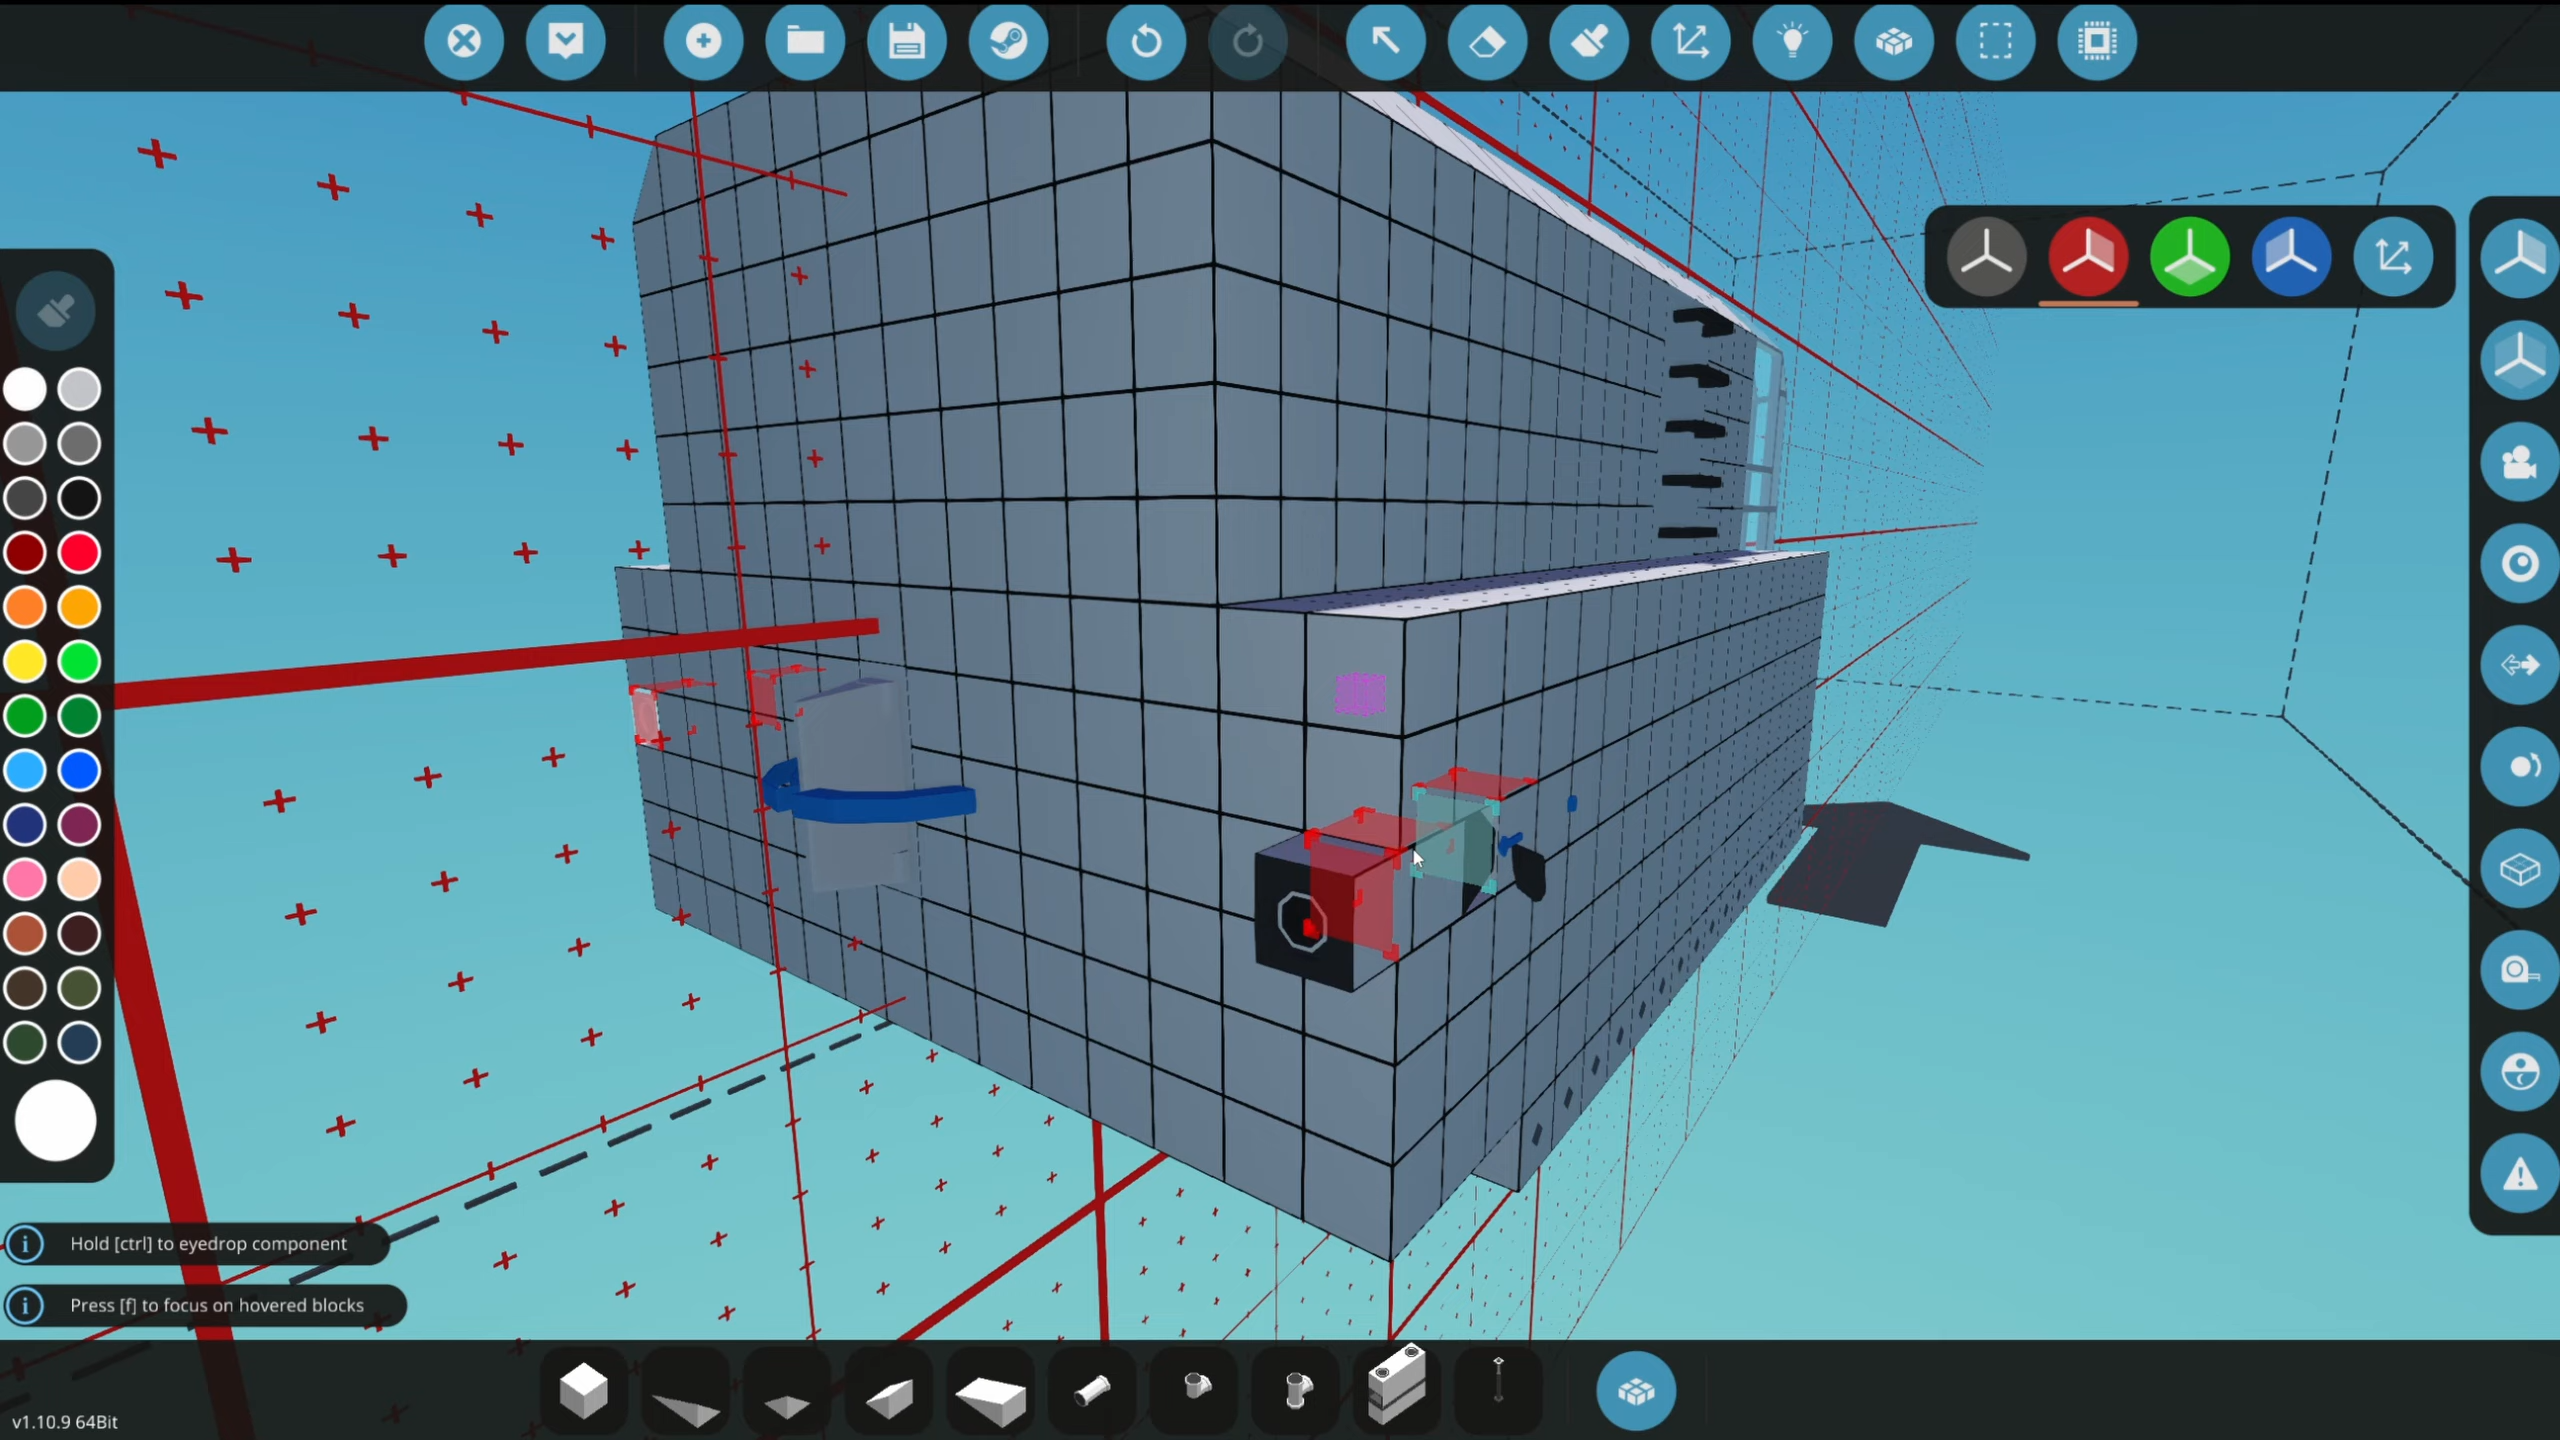 Hold [ctrl] to eyedrop component
Press [f] to focus on hovered blocks
v1.10.9 64Bit